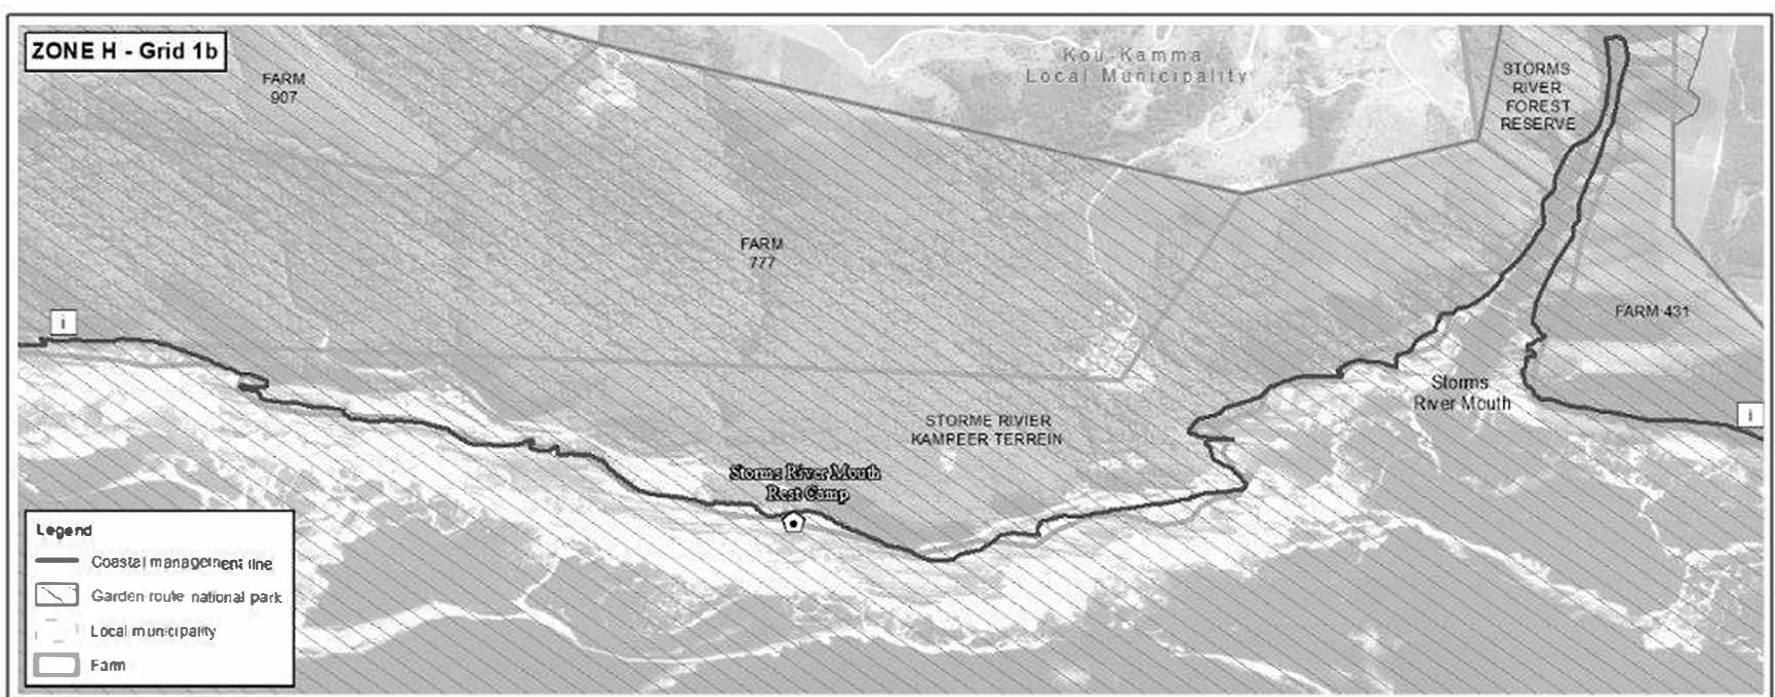 ZONE H - Grid 1b
FARM
907
Kou-Kamma
Local Municipality
STORMS
RIVER
FOREST
RESERVE
FARM
777
i
FARM 431
Storms
River Mouth
i
STORME RIVIER
KAMPEER TERREIN
Storms River Mouth
Rest Camp
Legend
Coastal management line
Garden route national park
Local municipality
Farm